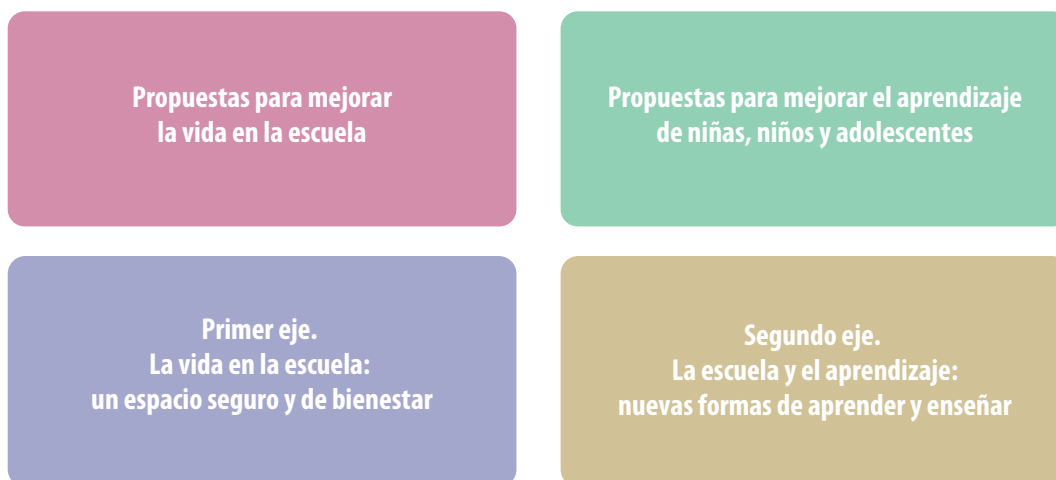 Propuestas para mejorar
la vida en la escuela
Propuestas para mejorar el aprendizaje
de niñas, niños y adolescentes
Primer eje.
La vida en la escuela:
un espacio seguro y de bienestar
Segundo eje.
La escuela y el aprendizaje:
nuevas formas de aprender y enseñar